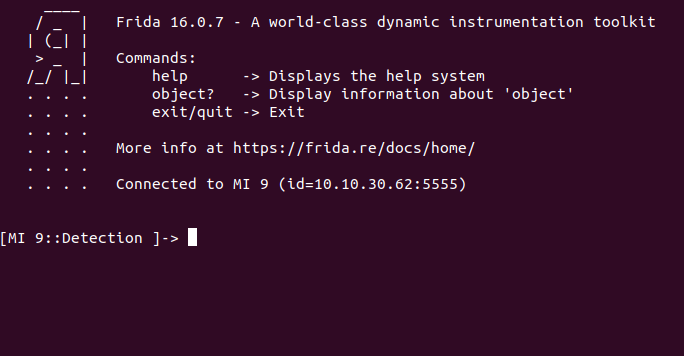 Frida 16.0.7 - A world-class dynamic instrumentation toolkit
Commands:
help -> Displays the help system
object? -> Display information about 'object'
exit/quit -> Exit
More info at https://frida.re/docs/home/
Connected to MI 9 (id=10.10.30.62:5555)
[MI 9::Detection ]->